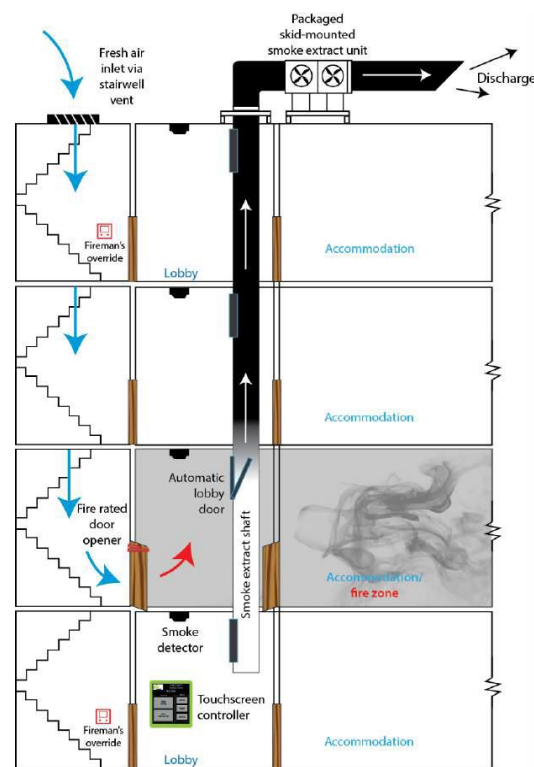 Fresh air
inlet via
stairwell
vent
Packaged
skid-mounted
smoke extract unit
Discharge
Fireman's
override
Lobby
Accommodation
Accommodation
Fire rated
door
opener
Automatic
lobby
door
Smoke extract shaft
Accommodation/
fire zone
Smoke
detector
Touchscreen
controller
Fireman's
override
Lobby
Accommodation